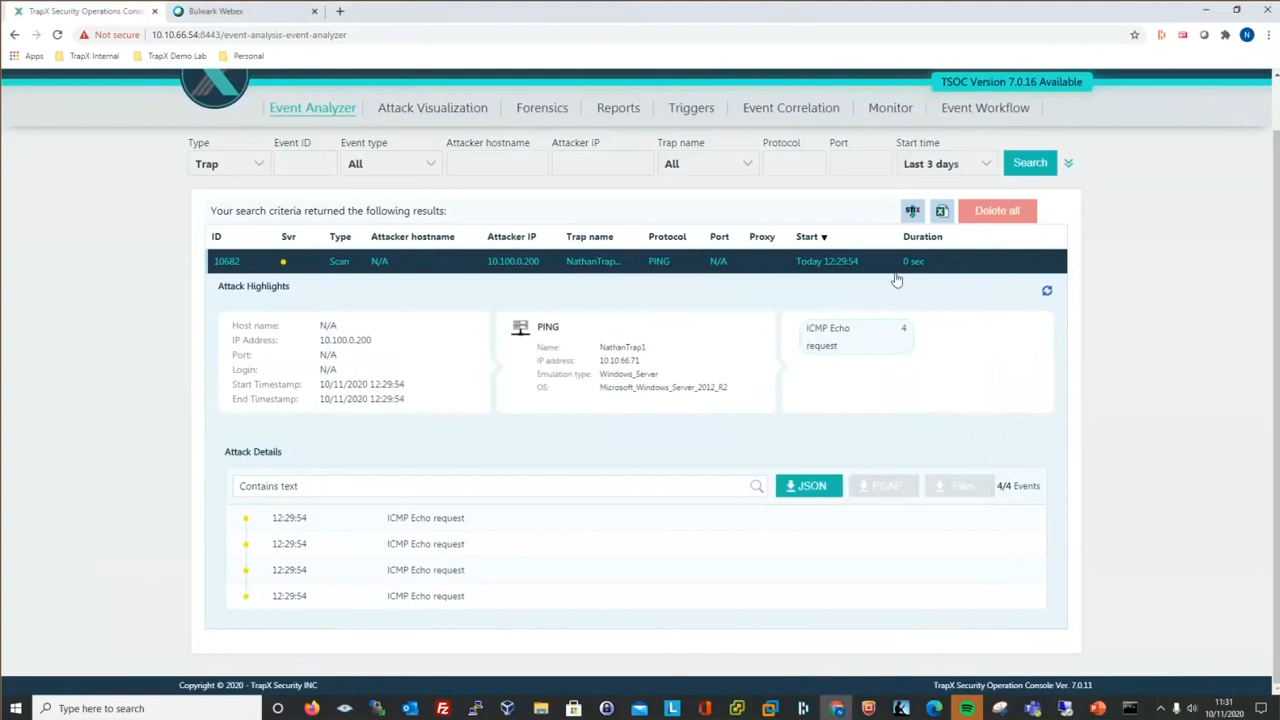 TrapX Security Operations Conso
Bulwark Webex
Not secure
10.10.66.54:8443/event-analysis-event-analyzer
N
Apps
TrapX Internal
TrapX Demo Lab
Personal
TSOC Version 7.0.16 Available
Event Analyzer
Attack Visualization
Forensics
Reports
Triggers
Event Correlation
Monitor
Event Workflow
Type
Event ID
Event type
Attacker hostname
Attacker IP
Trap name
Protocol
Port
Start time
Trap
All
All
Last 3 days
Search
Your search criteria returned the following results:
Delete all
ID Svr Type Attacker hostname Attacker IP Trap name Protocol Port Proxy Start Duration
10682 Scan N/A 10.100.0.200 NathanTrap... PING N/A Today 12:29:54 0 sec
Attack Highlights
Host name: N/A
IP Address: 10.100.0.200
Port: N/A
Login: N/A
Start Timestamp: 10/11/2020 12:29:54
End Timestamp: 10/11/2020 12:29:54
PING
Name: NathanTrap1
IP address: 10.10.66.71
Emulation type: Windows_Server
OS: Microsoft_Windows_Server_2012_R2
ICMP Echo 4
request
Attack Details
Contains text
JSON
PCAP
Files
4/4 Events
12:29:54 ICMP Echo request
12:29:54 ICMP Echo request
12:29:54 ICMP Echo request
12:29:54 ICMP Echo request
Copyright © 2020 - TrapX Security INC
TrapX Security Operation Console Ver. 7.0.11
Type here to search
11:31
10/11/2020